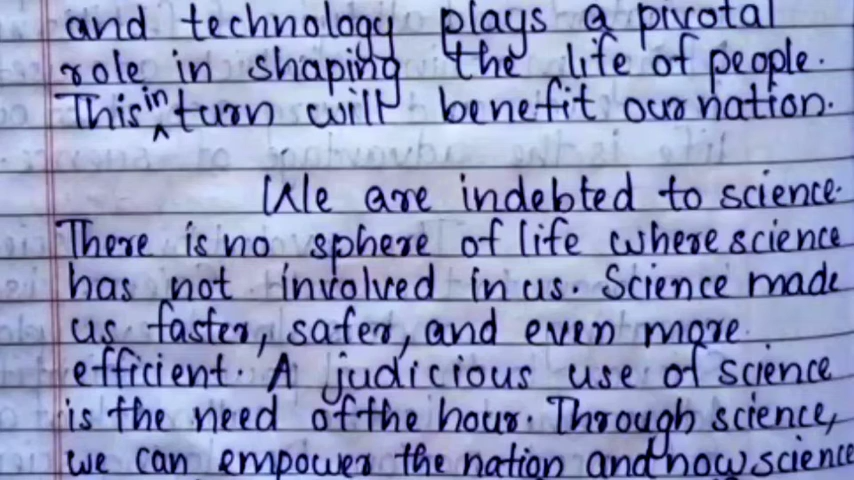 and technology plays a pivotal
role in shaping the life of people.
This in turn will benefit our nation.
We are indebted to science.
There is no sphere of life where science
has not involved in us. Science made
us faster, safer, and even more
efficient. A judicious use of science
is the need of the hour. Through science,
we can empower the nation and now science